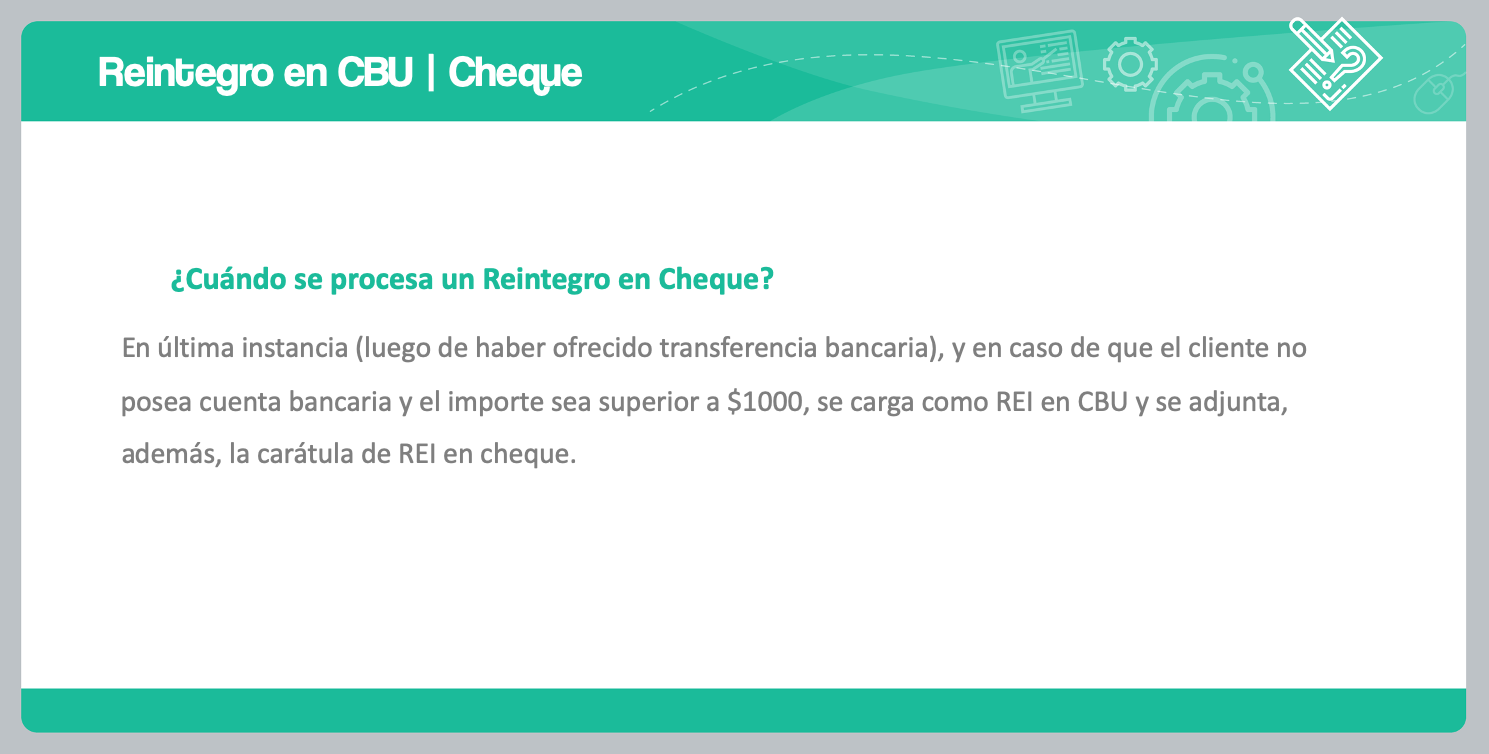 Reintegro en CBU | Cheque
¿Cuándo se procesa un Reintegro en Cheque?
En última instancia (luego de haber ofrecido transferencia bancaria), y en caso de que el cliente no
posea cuenta bancaria y el importe sea superior a $1000, se carga como REI en CBU y se adjunta,
además, la carátula de REI en cheque.